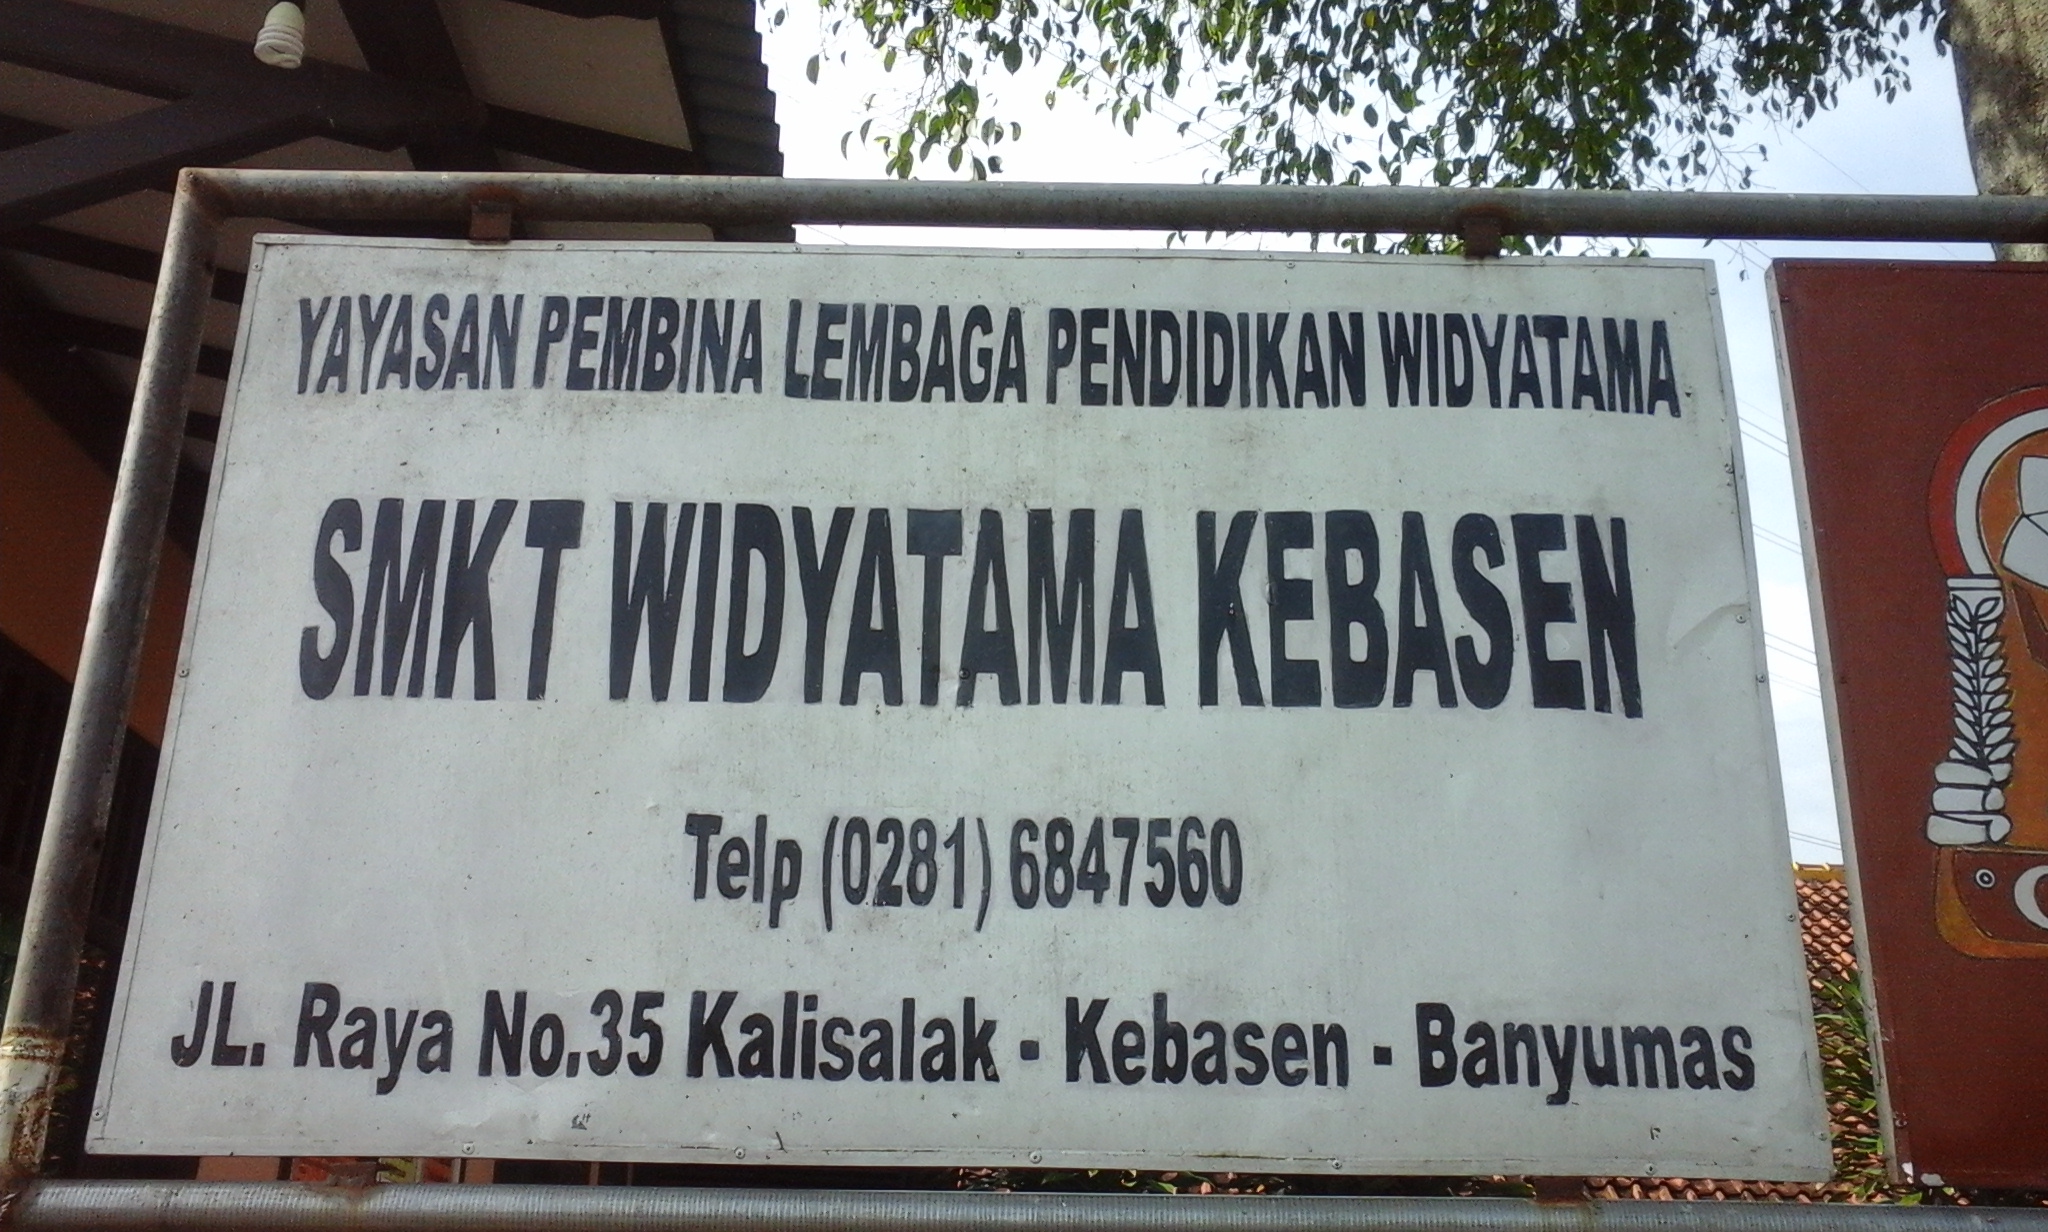 YAYASAN PEMBINA LEMBAGA PENDIDIKAN WIDYATAMA
SMKT WIDYATAMA KEBASEN
Telp (0281) 6847560
JL. Raya No.35 Kalisalak - Kebasen - Banyumas